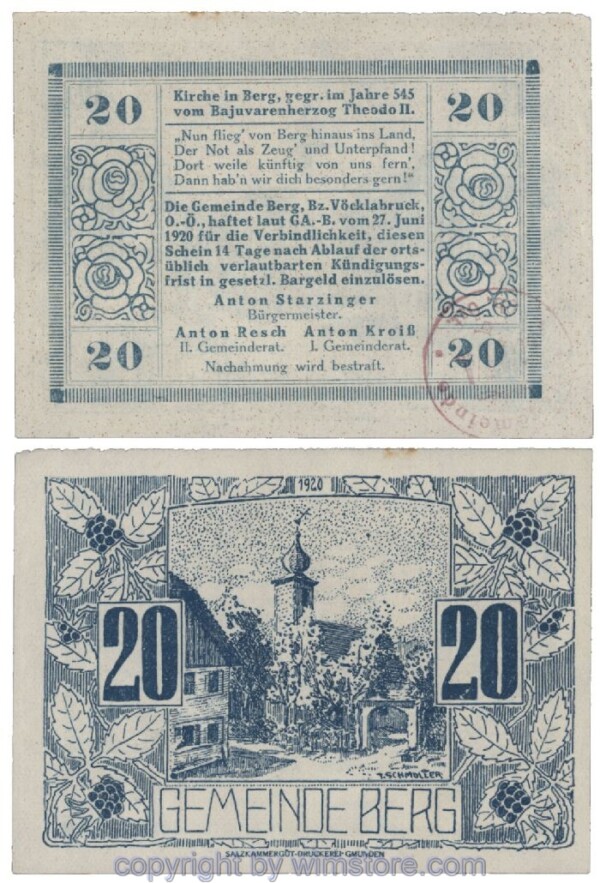 20
Kirche in Berg, gegr. im Jahre 545
vom Bajuvarenherzog Theodo II.
20
„Nun flieg' von Berg hinaus ins Land,
Der Not als Zeug' und Unterpfand!
Dort weile künftig von uns fern',
Dann hab'n wir dich besonders gern!"
Die Gemeinde Berg, Bz. Vöcklabruck,
O.-Ö., haftet laut GA.-B. vom 27. Juni
1920 für die Verbindlichkeit, diesen
Schein 14 Tage nach Ablauf der orts-
üblich verlautbarten Kündigungs-
frist in gesetzl. Bargeld einzulösen.
Anton Starzinger
Bürgermeister.
Anton Resch Anton Kroiß
II. Gemeinderat. I. Gemeinderat.
20
20
Nachahmung wird bestraft.
1920
20
20
Z.SCHMOLLER
GEMEINDE BERG
SALZKAMMERGUT-DRUCKEREI-GMUNDEN
copyright by wimstore.com